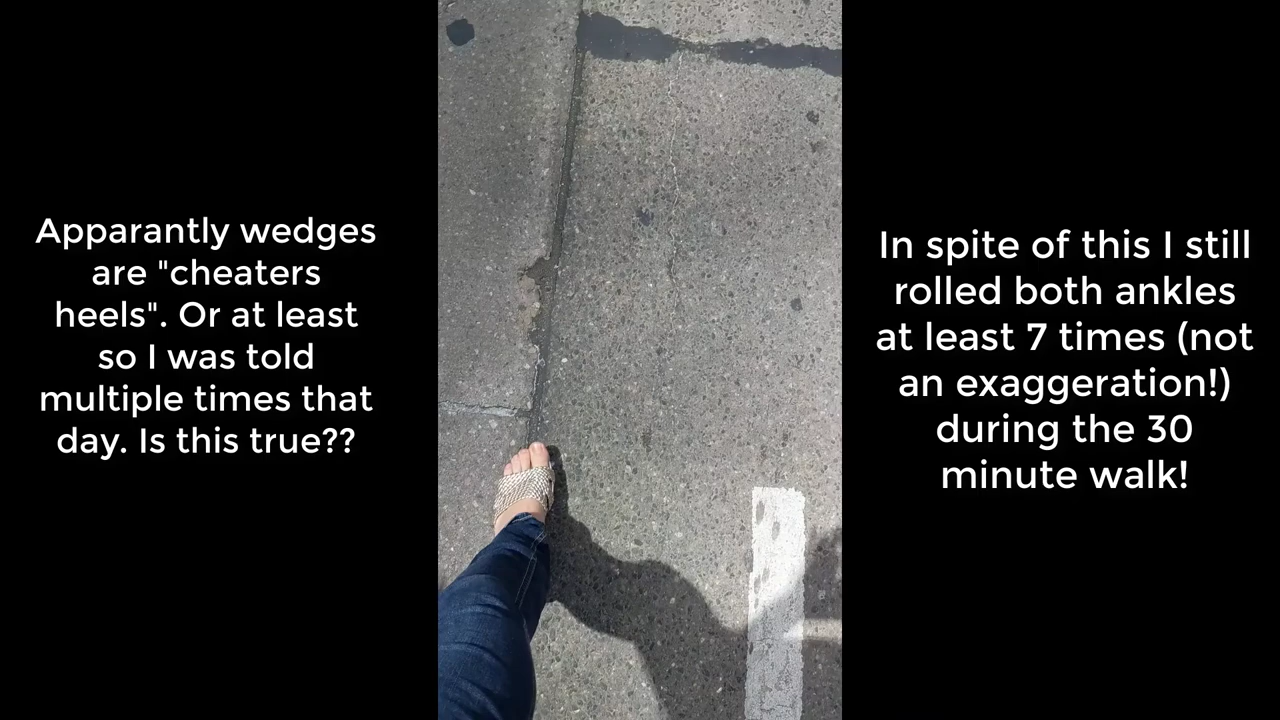 Apparantly wedges
are "cheaters
heels". Or at least
so I was told
multiple times that
day. Is this true??
In spite of this I still
rolled both ankles
at least 7 times (not
an exaggeration!)
during the 30
minute walk!